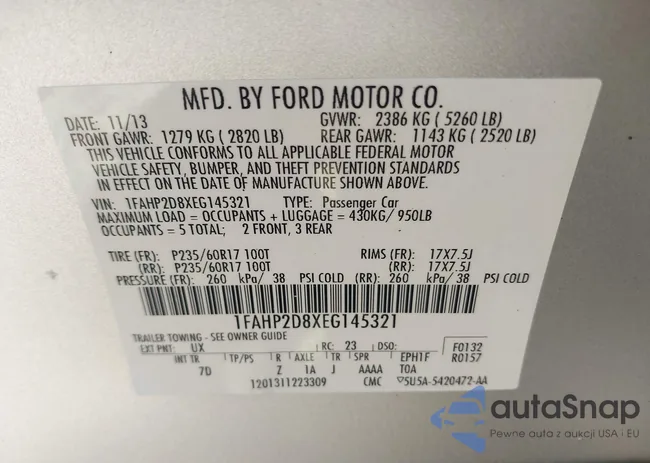 MFD. BY FORD MOTOR CO.
DATE: 11/13 GVWR: 2386 KG ( 5260 LB)
FRONT GAWR: 1279 KG ( 2820 LB) REAR GAWR: 1143 KG ( 2520 LB)
THIS VEHICLE CONFORMS TO ALL APPLICABLE FEDERAL MOTOR
VEHICLE SAFETY, BUMPER, AND THEFT PREVENTION STANDARDS
IN EFFECT ON THE DATE OF MANUFACTURE SHOWN ABOVE.
VIN: 1FAHP2D8XEG145321 TYPE: Passenger Car
MAXIMUM LOAD = OCCUPANTS + LUGGAGE = 430KG/ 950LB
OCCUPANTS = 5 TOTAL; 2 FRONT, 3 REAR
TIRE (FR): P235/60R17 100T RIMS (FR): 17X7.5J
(RR): P235/60R17 100T (RR): 17X7.5J
PRESSURE (FR): 260 kPa/ 38 PSI COLD (RR): 260 kPa/ 38 PSI COLD
1FAHP2D8XEG145321
TRAILER TOWING - SEE OWNER GUIDE
EXT PNT: UX RC: 23 DSO: F0132
INT TR TP/PS R AXLE TR SPR EPH1F R0157
7D Z 1A J AAAA T0A
1201311223309 CMC ▽5U5A-5420472-AA
autaSnap
Pewne auta z aukcji USA i EU